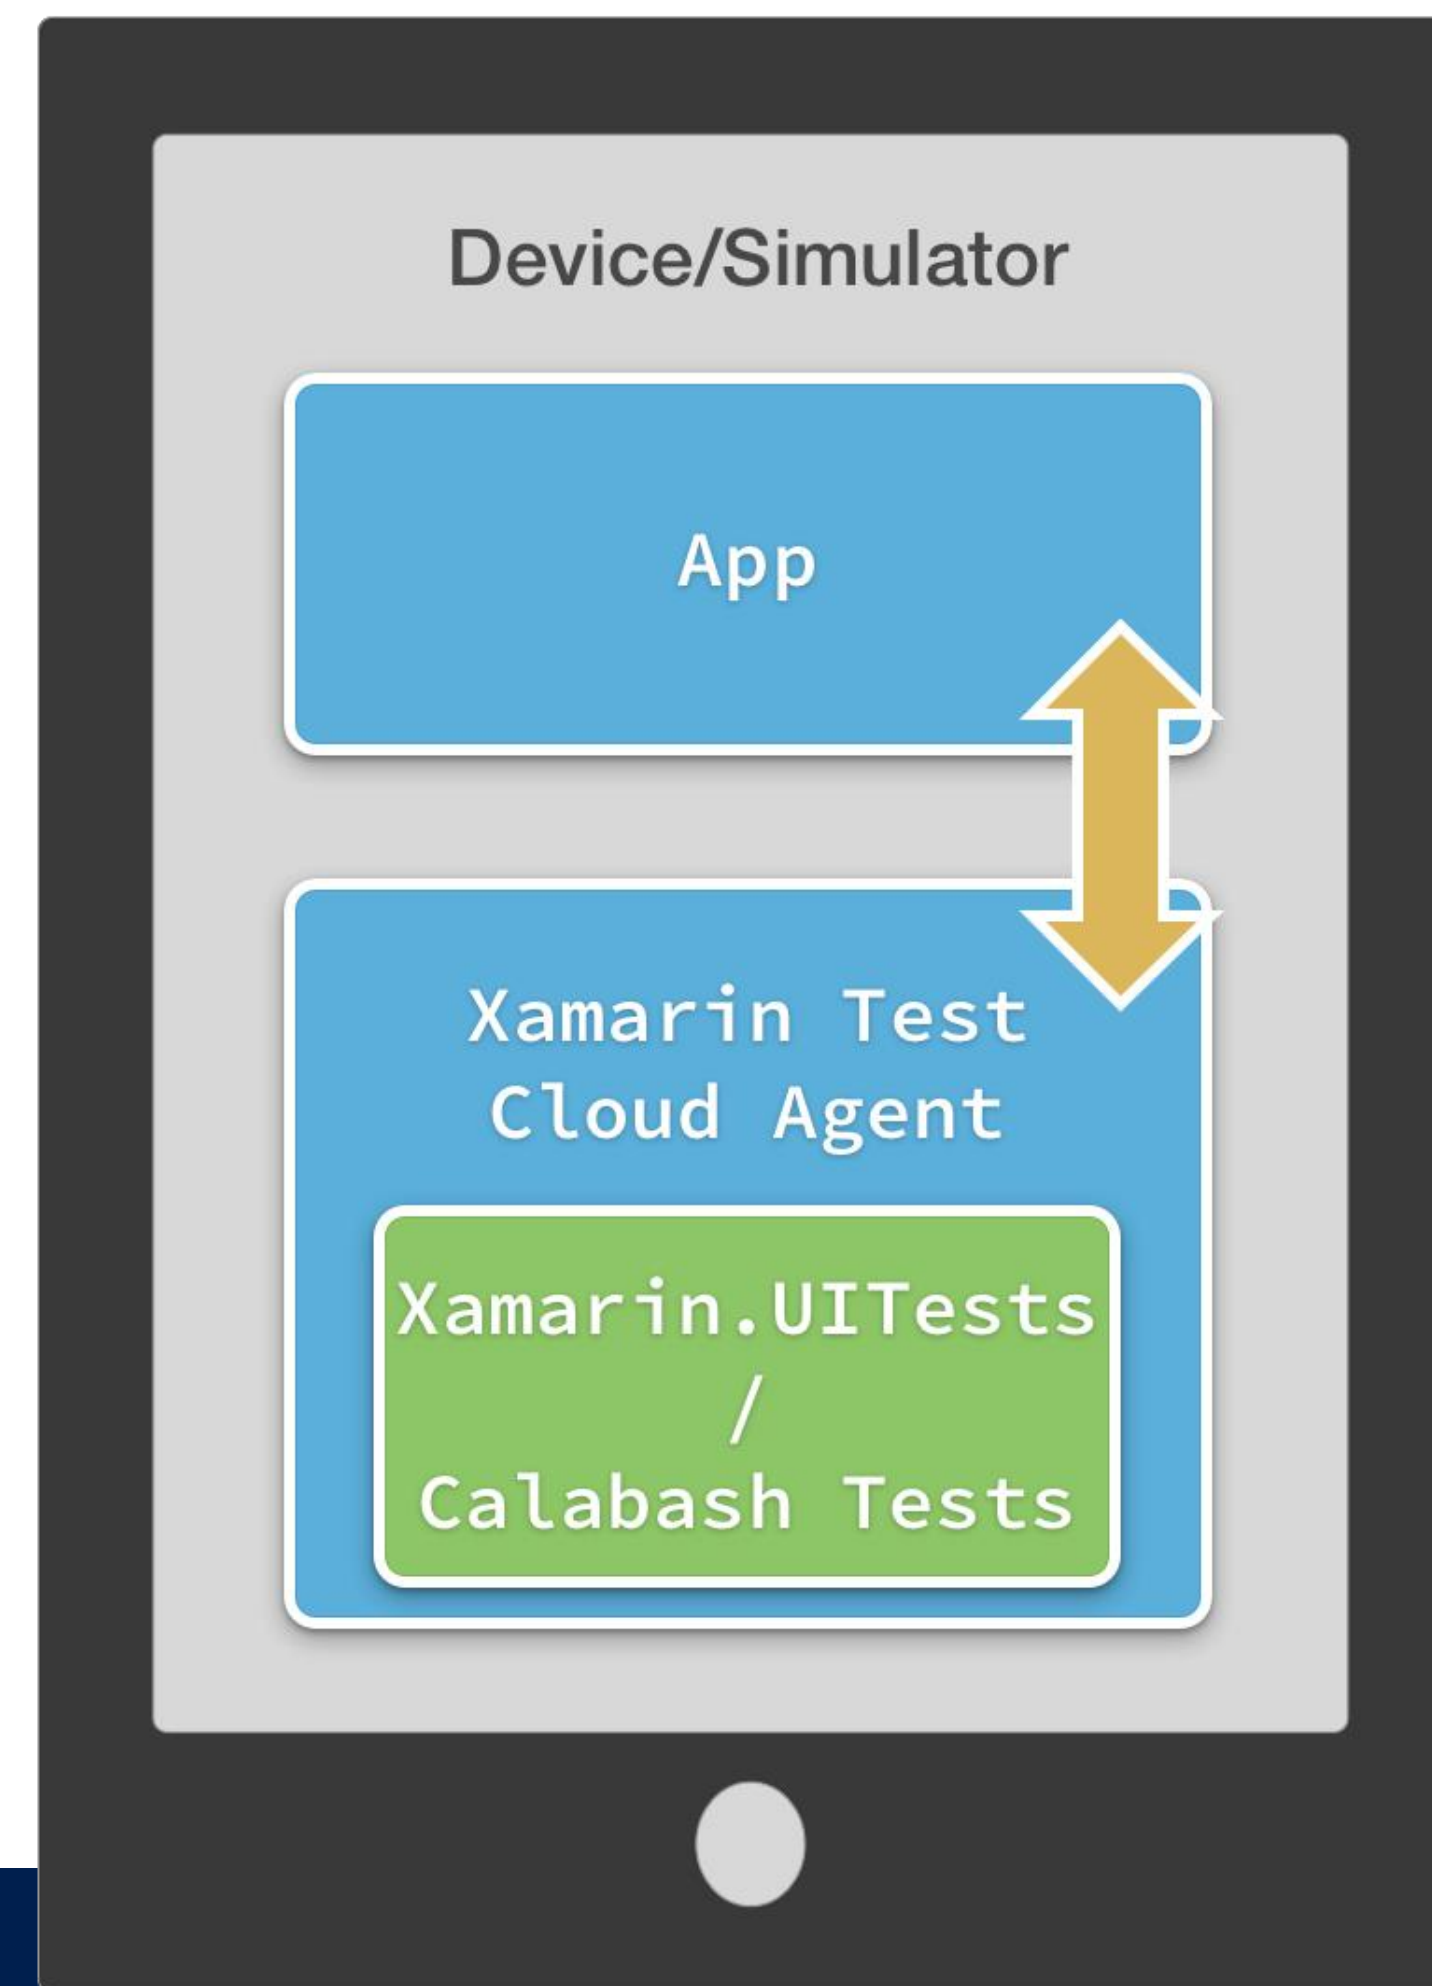 Device/Simulator
App
Xamarin Test
Cloud Agent
Xamarin.UITests
/
Calabash Tests